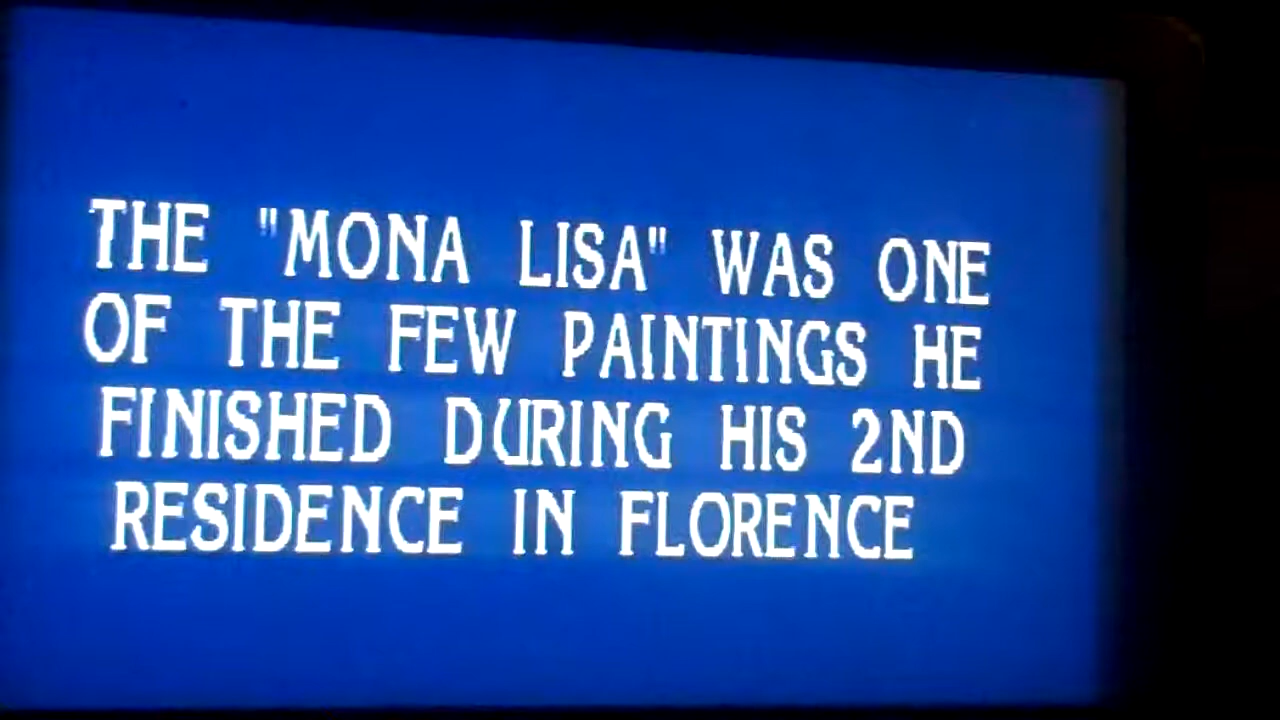 THE "MONA LISA" WAS ONE
OF THE FEW PAINTINGS HE
FINISHED DURING HIS 2ND
RESIDENCE IN FLORENCE